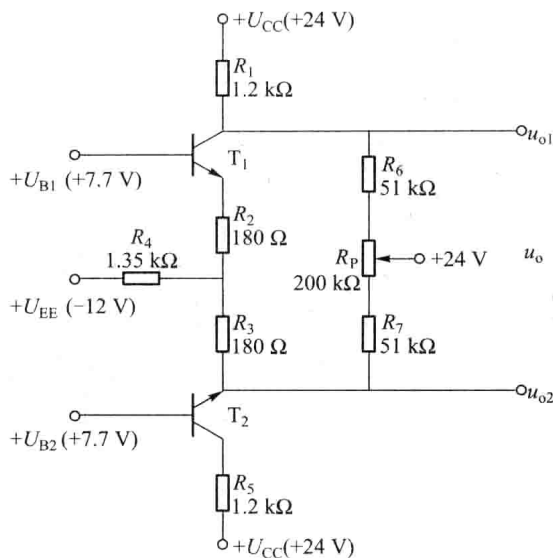 +U_CC(+24 V)
R_1
1.2 kΩ
u_o1
T_1
+U_B1 (+7.7 V)
R_6
51 kΩ
R_2
180 Ω
R_4
1.35 kΩ
R_P
200 kΩ
+24 V
u_o
+U_EE (−12 V)
R_3
180 Ω
R_7
51 kΩ
u_o2
T_2
+U_B2 (+7.7 V)
R_5
1.2 kΩ
+U_CC(+24 V)